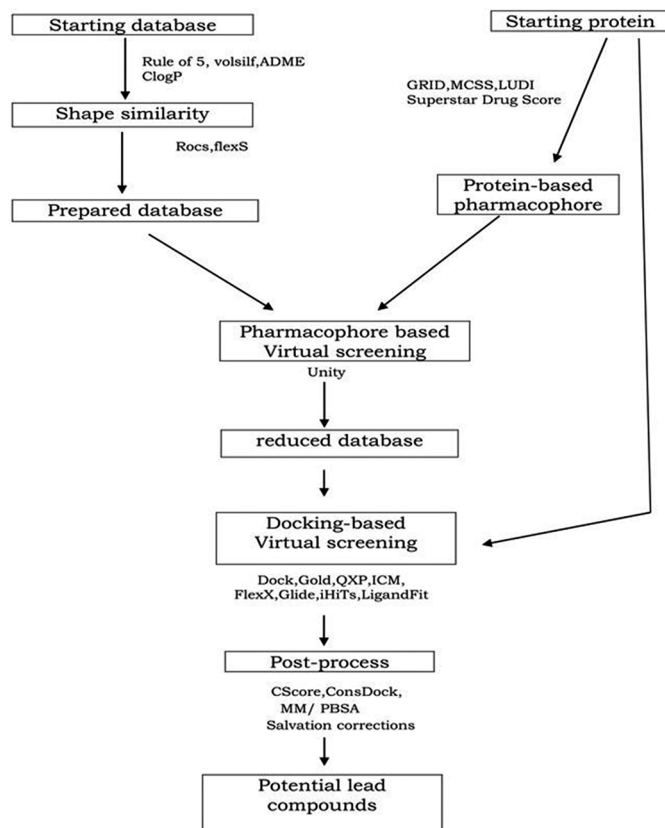 Starting database
Rule of 5, volsilf,ADME
ClogP
Shape similarity
Rocs,flexS
Prepared database
Starting protein
GRID,MCSS,LUDI
Superstar Drug Score
Protein-based
pharmacophore
Pharmacophore based
Virtual screening
Unity
reduced database
Docking-based
Virtual screening
Dock,Gold,QXP,ICM,
FlexX,Glide,iHiTs,LigandFit
Post-process
CScore,ConsDock,
MM/ PBSA
Salvation corrections
Potential lead
compounds